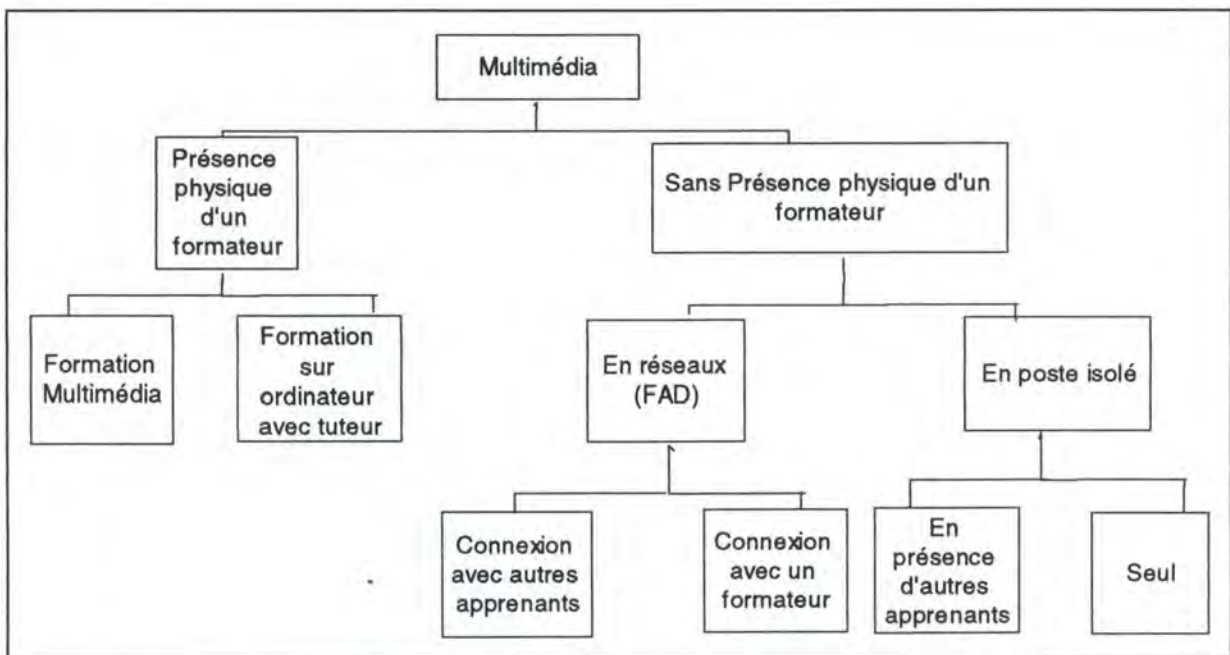 Multimédia
Présence
physique
d'un
formateur
Sans Présence physique d'un
formateur
Formation
Multimédia
Formation
sur
ordinateur
avec tuteur
En réseaux
(FAD)
En poste isolé
Connexion
avec autres
apprenants
Connexion
avec un
formateur
En
présence
d'autres
apprenants
Seul